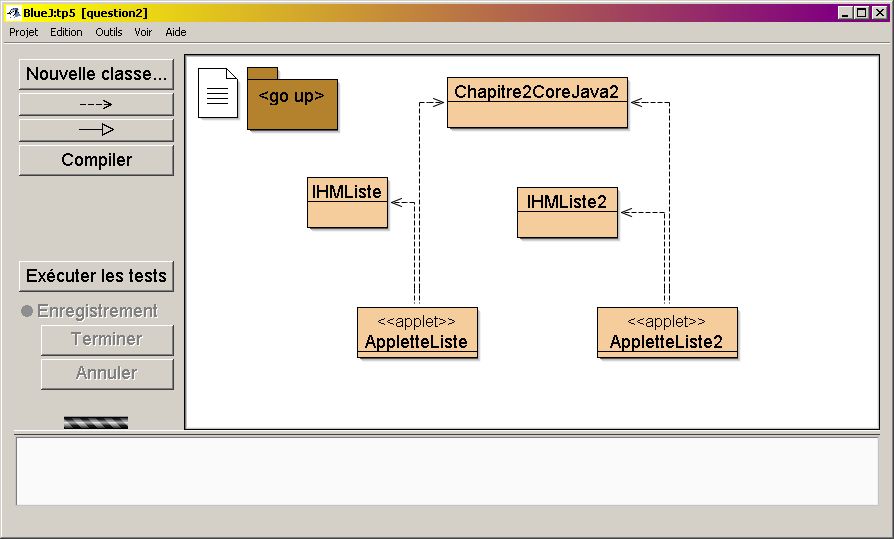 BlueJ:tp5 [question2]
Projet Edition Outils Voir Aide
Nouvelle classe...
Compiler
Exécuter les tests
Enregistrement
Terminer
Annuler
<go up>
Chapitre2CoreJava2
IHMListe
IHMListe2
<<applet>>
AppletteListe
<<applet>>
AppletteListe2